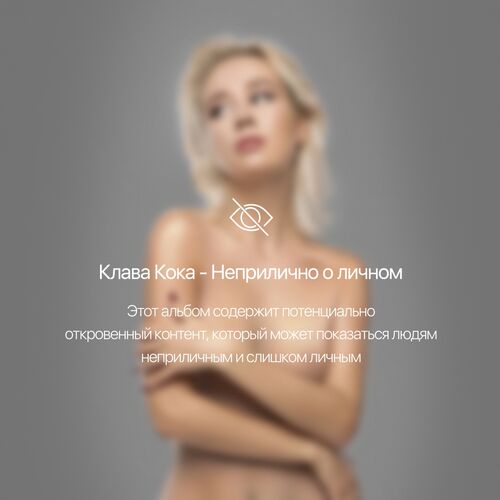 Клава Кока - Неприлично о личном
Этот альбом содержит потенциально
откровенный контент, который может показаться людям
неприличным и слишком личным